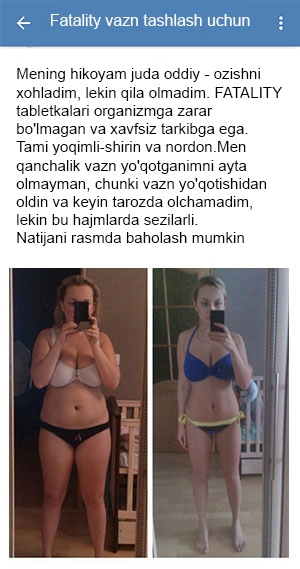 Fatality vazn tashlash uchun
Mening hikoyam juda oddiy - ozishni
xohladim, lekin qila olmadim. FATALITY
tabletkalari organizmga zarar
bo'lmagan va xavfsiz tarkibga ega.
Tami yoqimli-shirin va nordon.Men
qanchalik vazn yo'qotganimni ayta
olmayman, chunki vazn yo'qotishidan
oldin va keyin tarozda olchamadim,
lekin bu hajmlarda sezilarli.
Natijani rasmda baholash mumkin